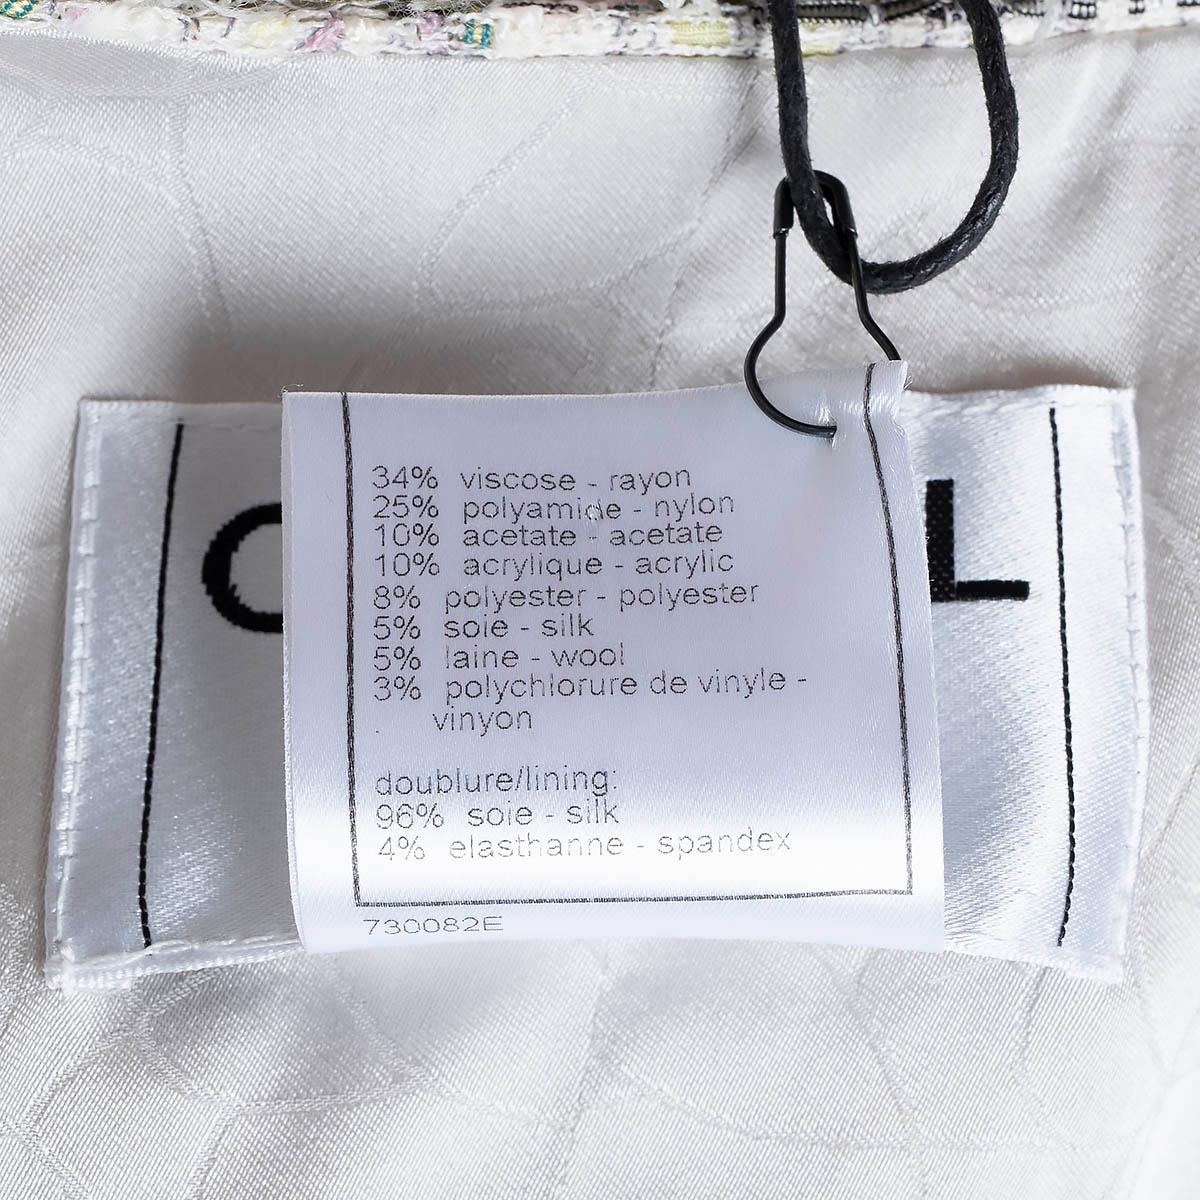 34% viscose - rayon
25% polyamide - nylon
10% acetate - acetate
10% acrylique - acrylic
8% polyester - polyester
5% soie - silk
5% laine - wool
3% polychlorure de vinyle -
. vinyon
doublure/lining:
96% soie - silk
4% elasthanne - spandex
730082E